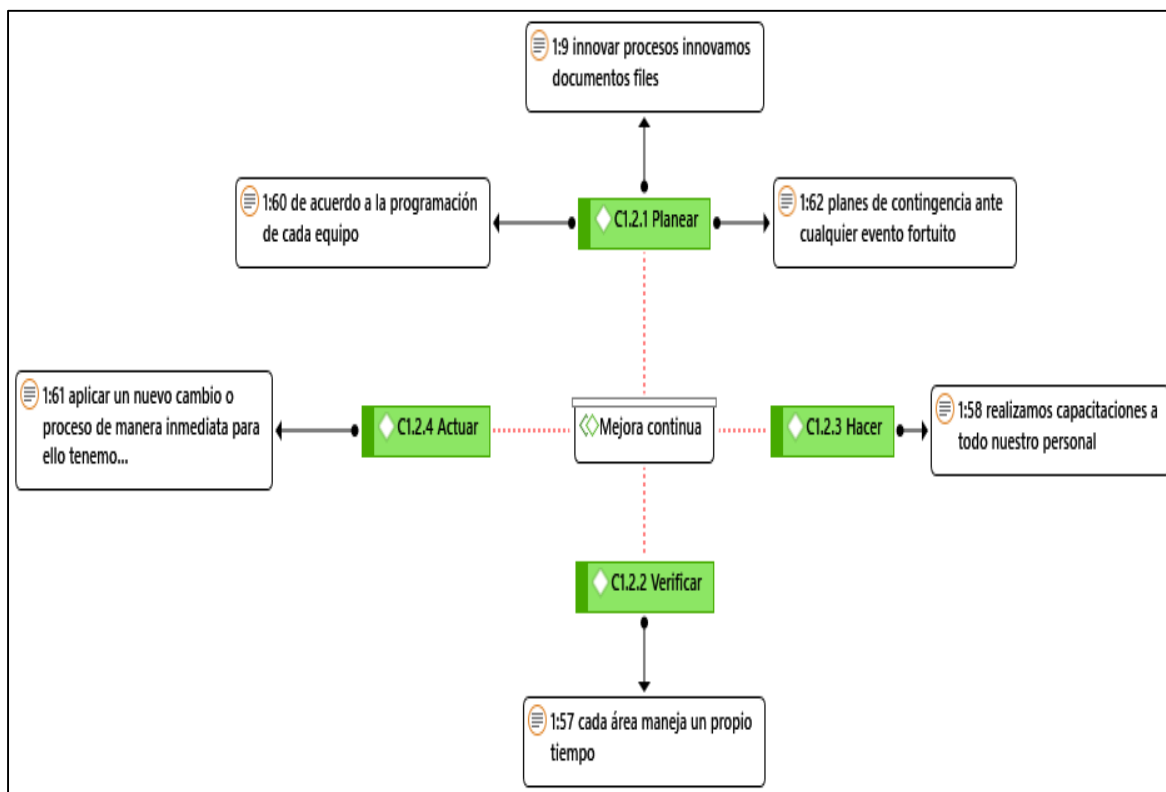 1:9 innovar procesos innovamos
documentos files
1:60 de acuerdo a la programación
de cada equipo
C1.2.1 Planear
1:62 planes de contingencia ante
cualquier evento fortuito
1:61 aplicar un nuevo cambio o
proceso de manera inmediata para
ello tenemo...
C1.2.4 Actuar
Mejora continua
C1.2.3 Hacer
1:58 realizamos capacitaciones a
todo nuestro personal
C1.2.2 Verificar
1:57 cada área maneja un propio
tiempo